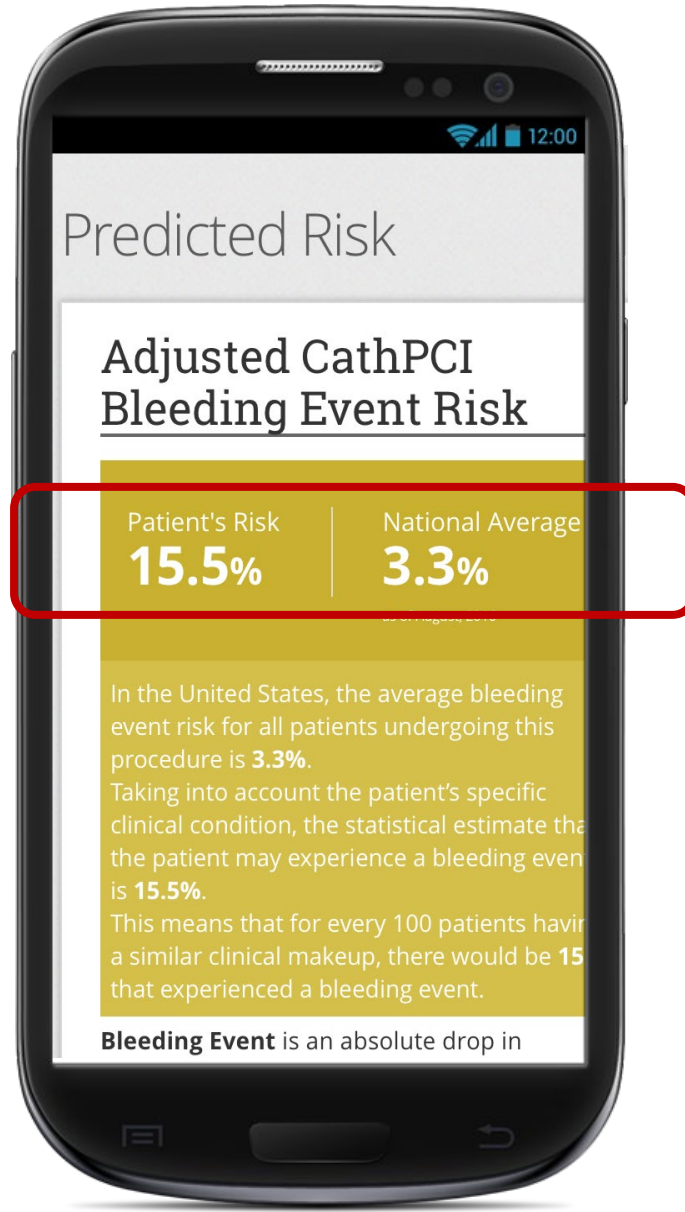 12:00
Predicted Risk
Adjusted CathPCI
Bleeding Event Risk
Patient's Risk
National Average
15.5%
3.3%
In the United States, the average bleeding
event risk for all patients undergoing this
procedure is 3.3%.
Taking into account the patient’s specific
clinical condition, the statistical estimate tha
the patient may experience a bleeding even
is 15.5%.
This means that for every 100 patients havin
a similar clinical makeup, there would be 15
that experienced a bleeding event.
Bleeding Event is an absolute drop in